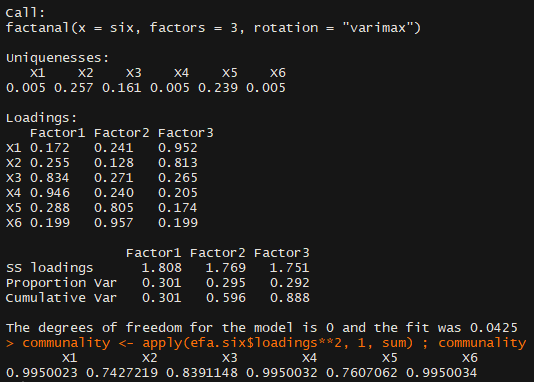 Call:
factanal(x = six, factors = 3, rotation = "varimax")
Uniquenesses:
X1 X2 X3 X4 X5 X6
0.005 0.257 0.161 0.005 0.239 0.005
Loadings:
Factor1 Factor2 Factor3
X1 0.172 0.241 0.952
X2 0.255 0.128 0.813
X3 0.834 0.271 0.265
X4 0.946 0.240 0.205
X5 0.288 0.805 0.174
X6 0.199 0.957 0.199
Factor1 Factor2 Factor3
SS loadings 1.808 1.769 1.751
Proportion Var 0.301 0.295 0.292
Cumulative Var 0.301 0.596 0.888
The degrees of freedom for the model is 0 and the fit was 0.0425
> communality <- apply(efa.six$loadings**2, 1, sum) ; communality
X1 X2 X3 X4 X5 X6
0.9950023 0.7427219 0.8391148 0.9950032 0.7607062 0.9950034